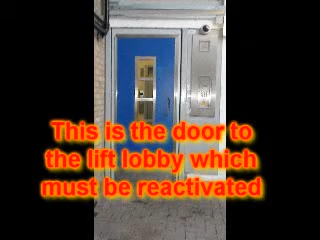 This is the door to
the lift lobby which
must be reactivated